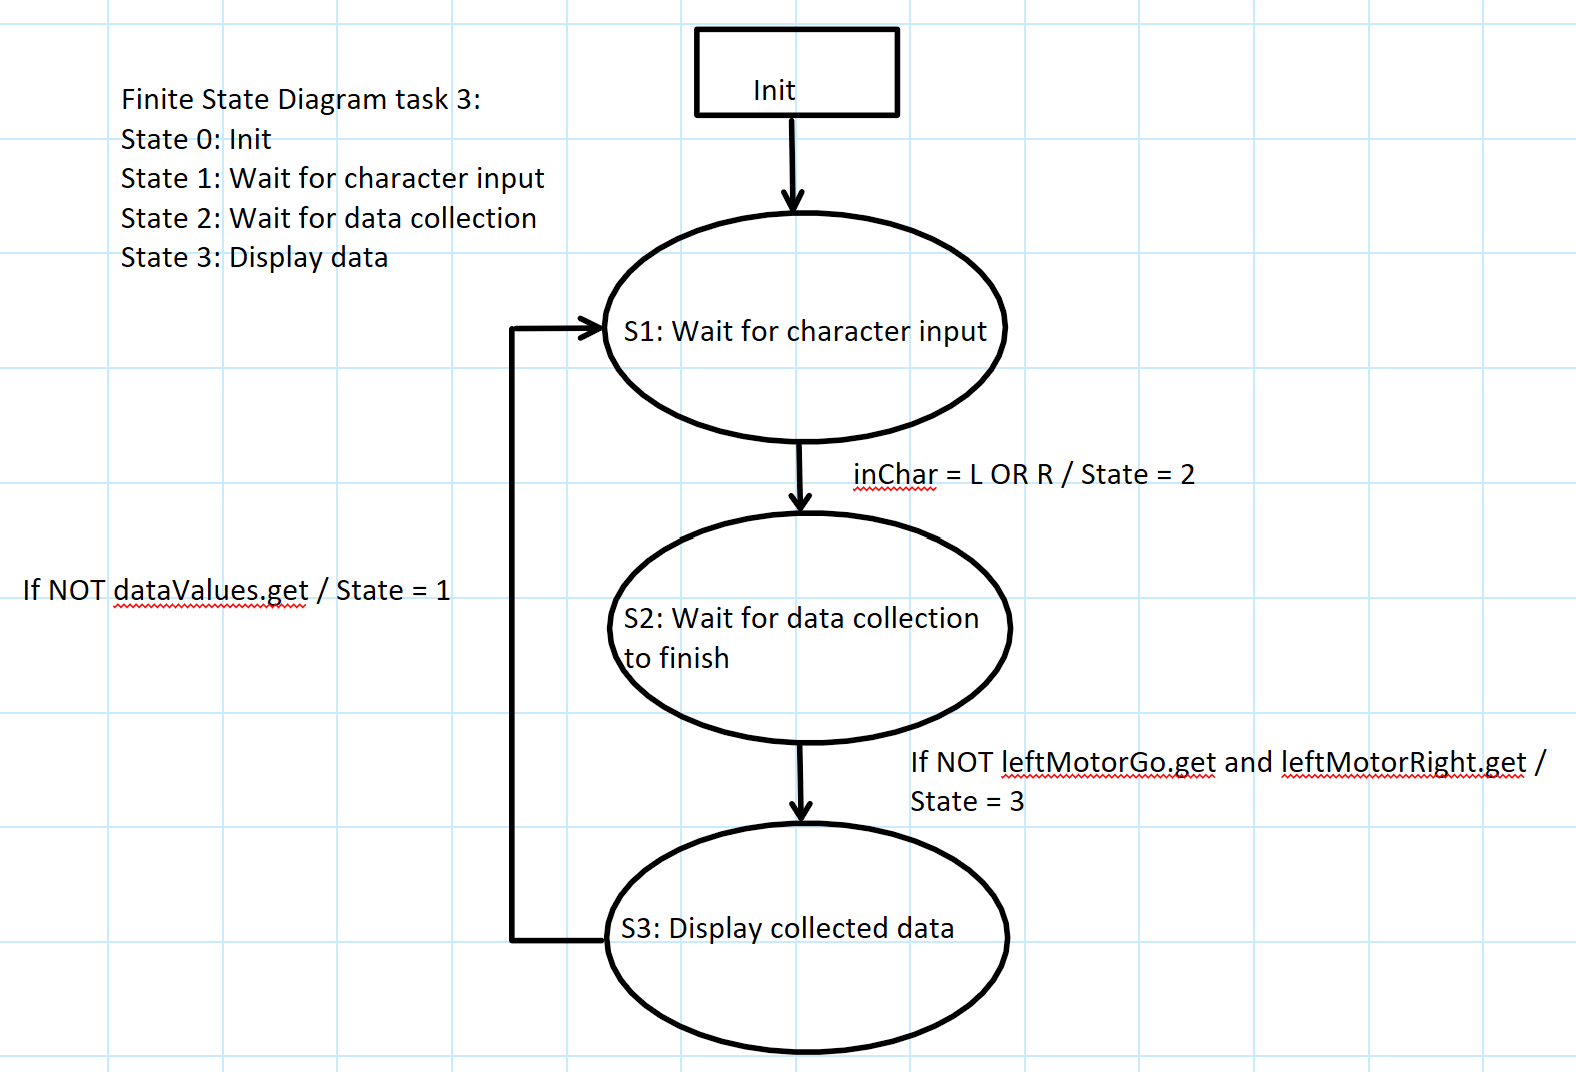 Init
Finite State Diagram task 3:
State 0: Init
State 1: Wait for character input
State 2: Wait for data collection
State 3: Display data
S1: Wait for character input
inChar = L OR R / State = 2
If NOT dataValues.get / State = 1
S2: Wait for data collection
to finish
If NOT leftMotorGo.get and leftMotorRight.get /
State = 3
S3: Display collected data